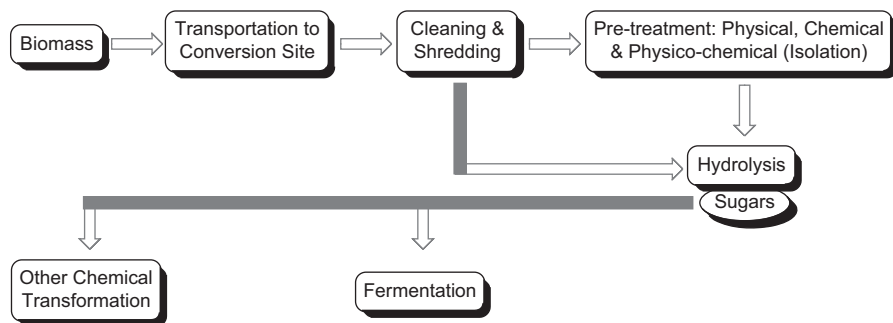 Biomass
Transportation to
Conversion Site
Cleaning &
Shredding
Pre-treatment: Physical, Chemical
& Physico-chemical (Isolation)
Hydrolysis
Sugars
Other Chemical
Transformation
Fermentation